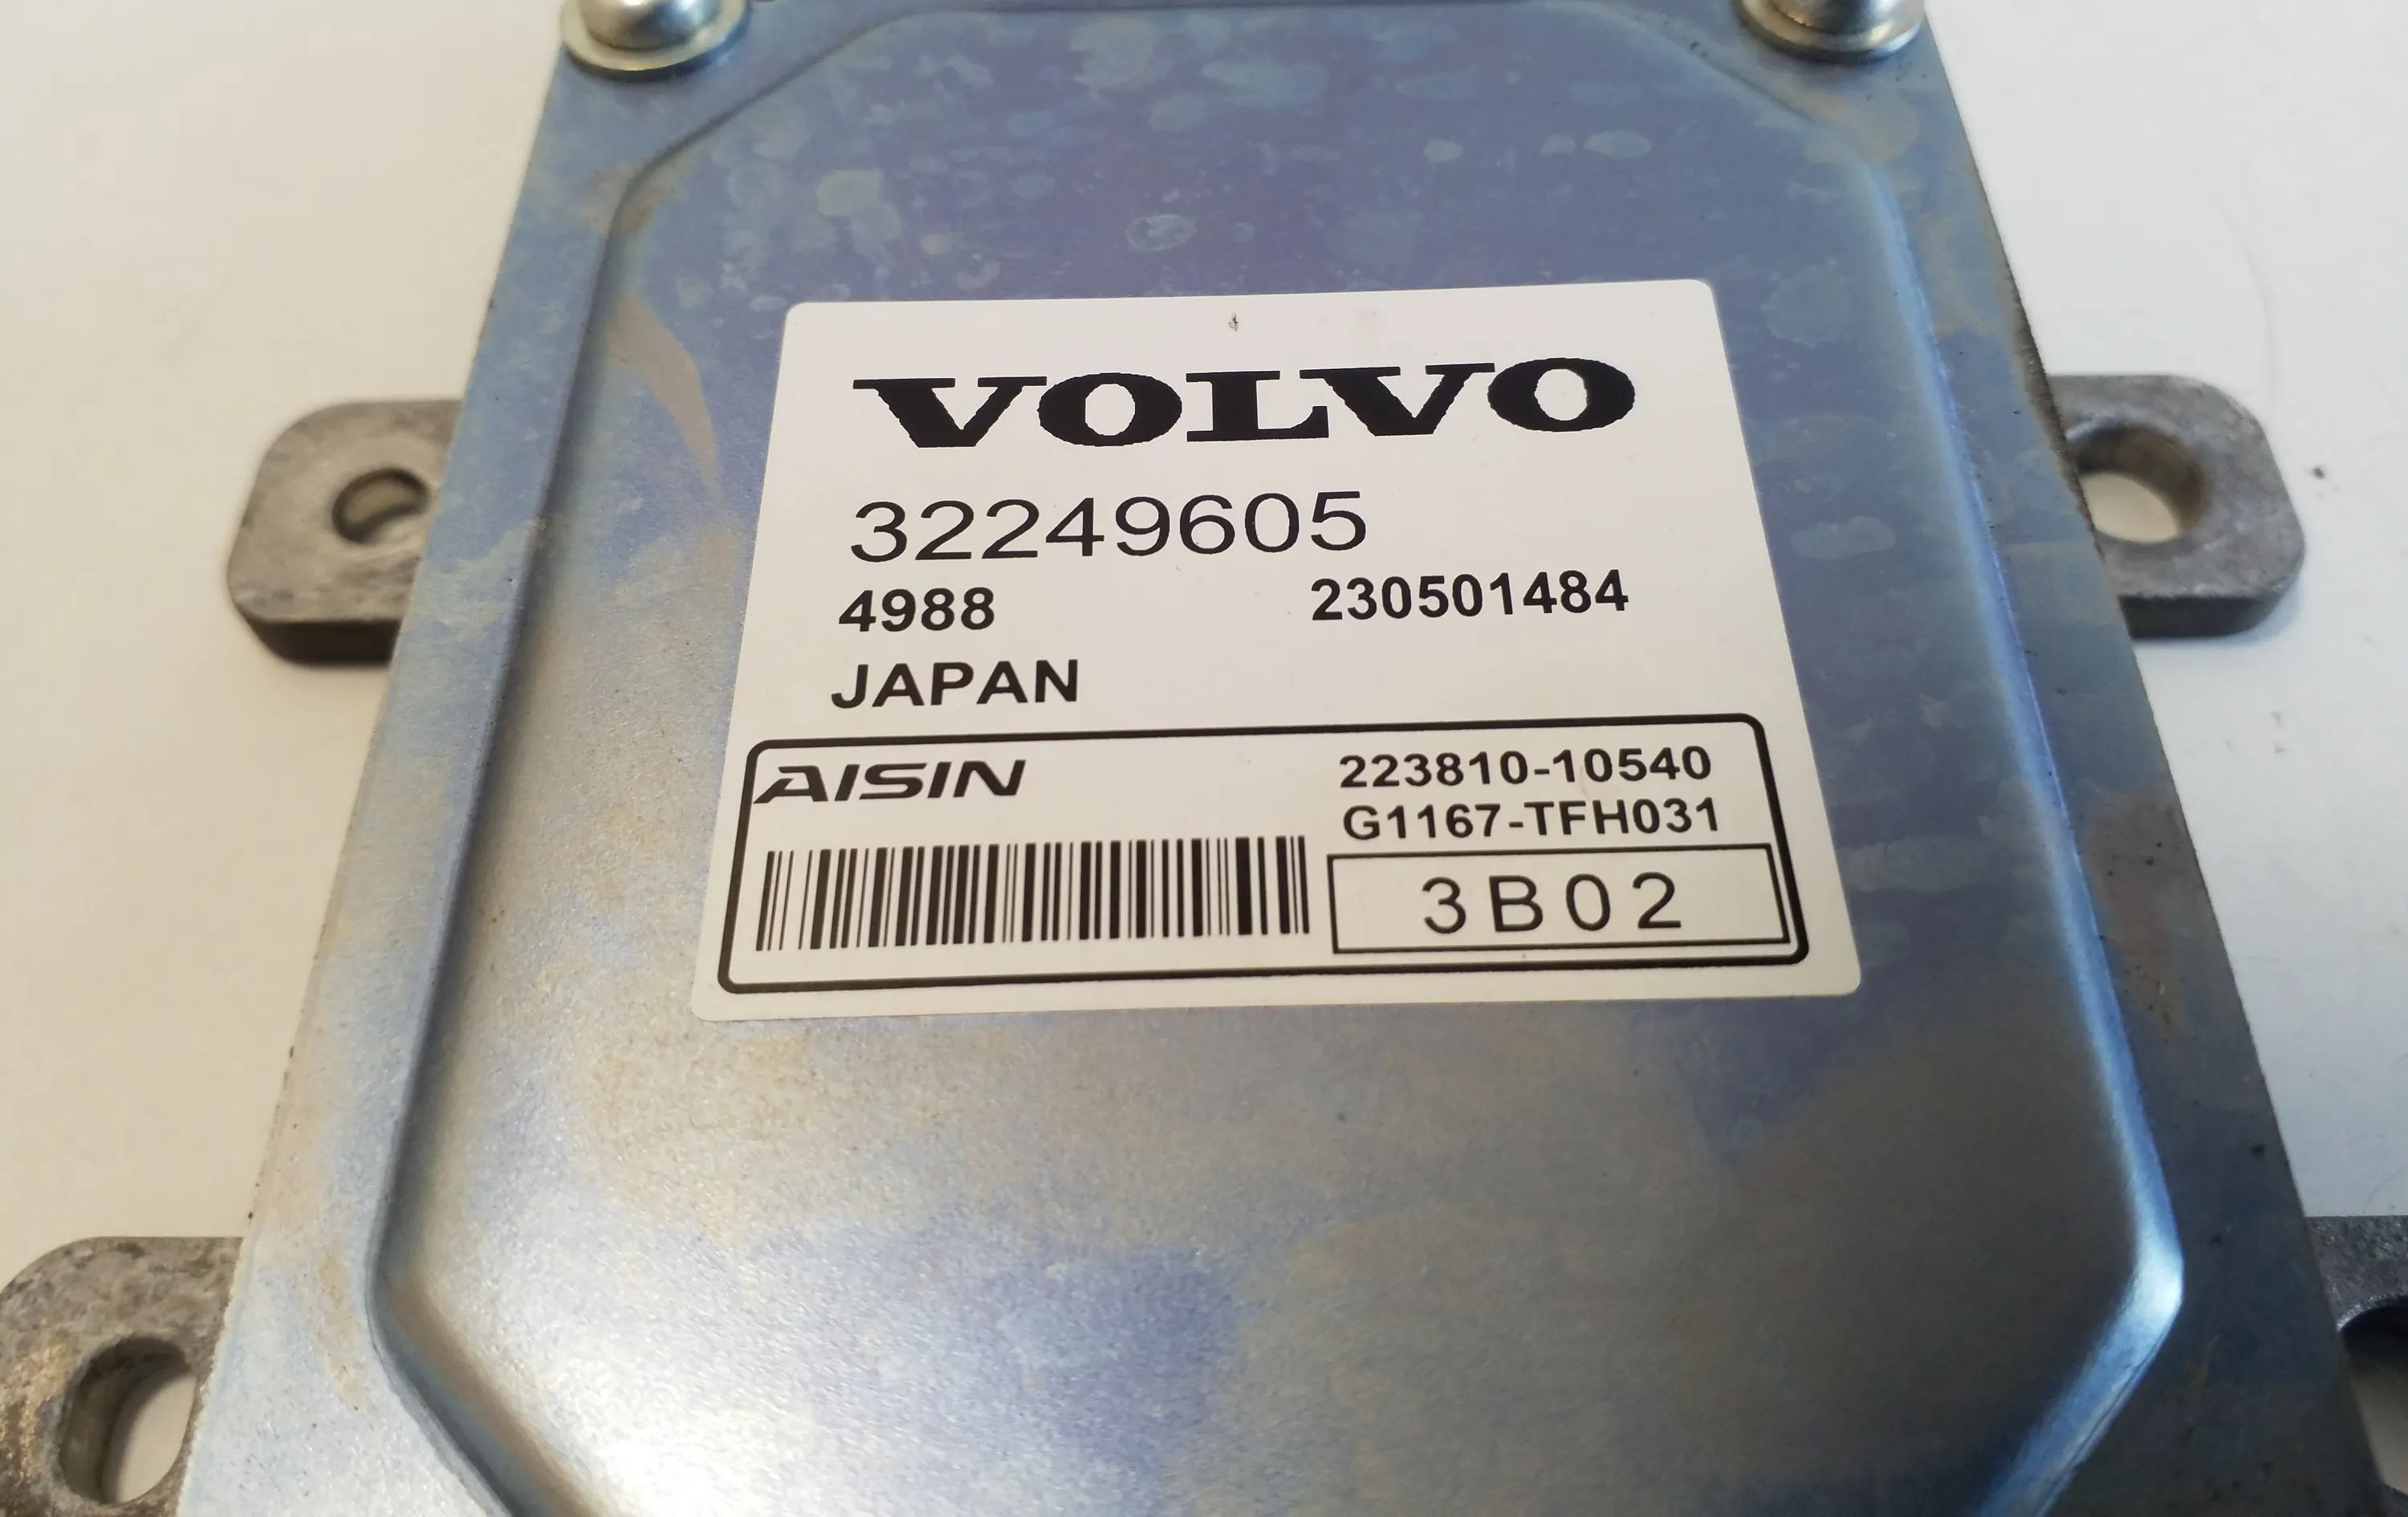 VOLVO
32249605
4988 230501484
JAPAN
AISIN
223810-10540
G1167-TFH031
3B02